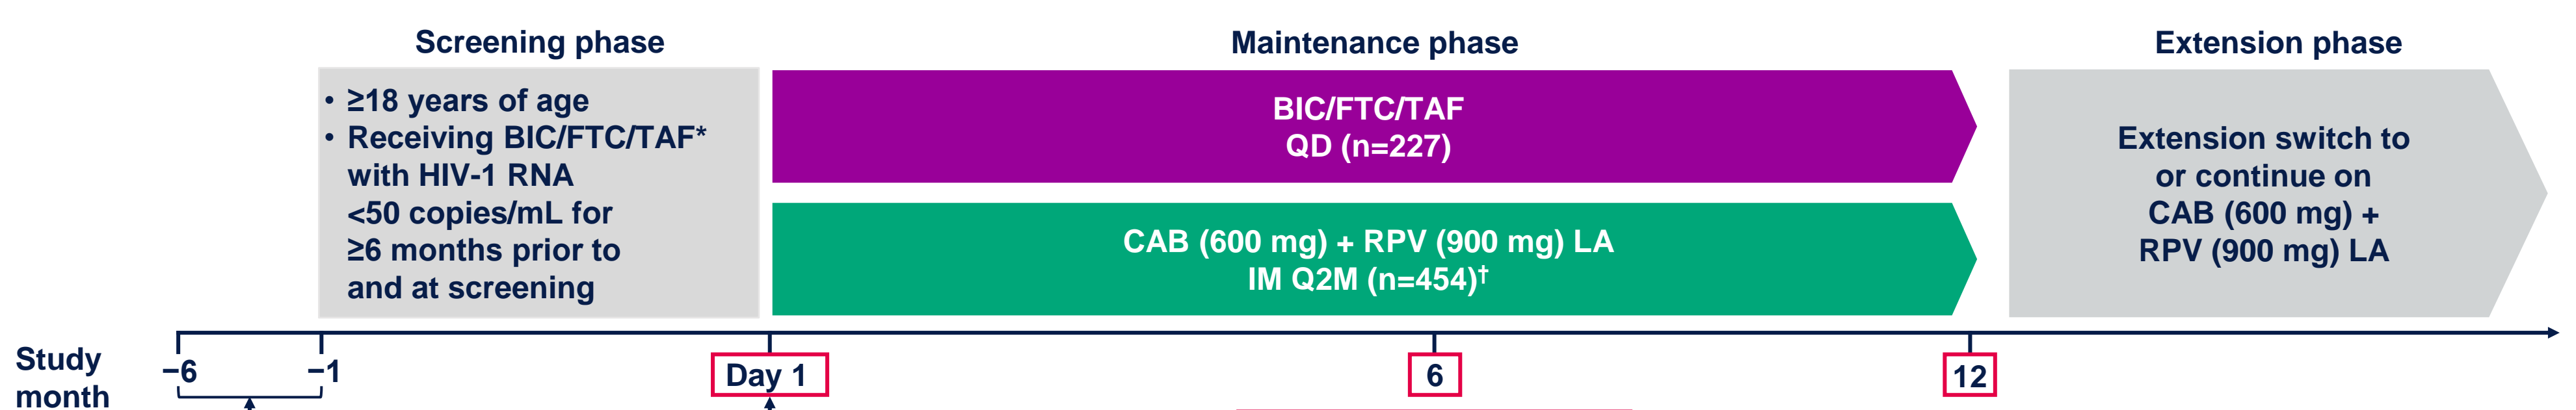 Screening phase
• ≥18 years of age
• Receiving BIC/FTC/TAF*
with HIV-1 RNA
<50 copies/mL for
≥6 months prior to
and at screening
Maintenance phase
BIC/FTC/TAF
QD (n=227)
CAB (600 mg) + RPV (900 mg) LA
IM Q2M (n=454)†
Extension phase
Extension switch to
or continue on
CAB (600 mg) +
RPV (900 mg) LA
Study
month
−6
−1
Day 1
6
12